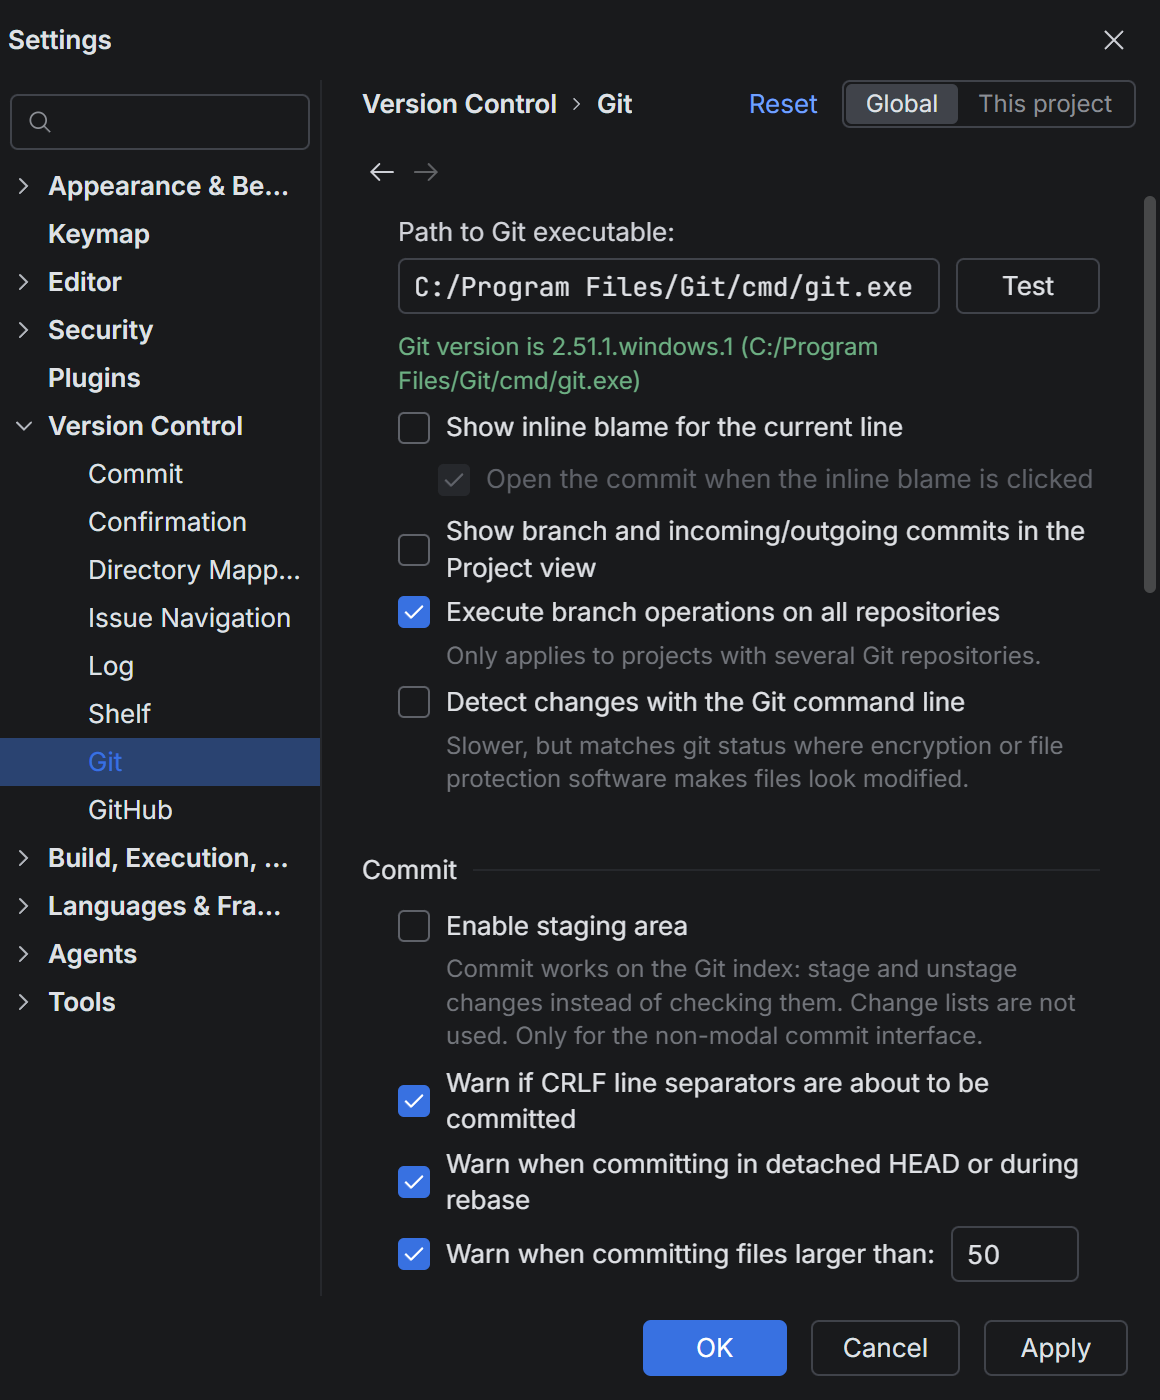 Settings
Appearance & Be...
Keymap
Editor
Security
Plugins
Version Control
Commit
Confirmation
Directory Mapp...
Issue Navigation
Log
Shelf
Git
GitHub
Build, Execution, ...
Languages & Fra...
Agents
Tools
Version Control › Git
Reset
Global
This project
Path to Git executable:
C:/Program Files/Git/cmd/git.exe
Test
Git version is 2.51.1.windows.1 (C:/Program
Files/Git/cmd/git.exe)
Show inline blame for the current line
Open the commit when the inline blame is clicked
Show branch and incoming/outgoing commits in the
Project view
Execute branch operations on all repositories
Only applies to projects with several Git repositories.
Detect changes with the Git command line
Slower, but matches git status where encryption or file
protection software makes files look modified.
Commit
Enable staging area
Commit works on the Git index: stage and unstage
changes instead of checking them. Change lists are not
used. Only for the non-modal commit interface.
Warn if CRLF line separators are about to be
committed
Warn when committing in detached HEAD or during
rebase
Warn when committing files larger than: 50
OK
Cancel
Apply